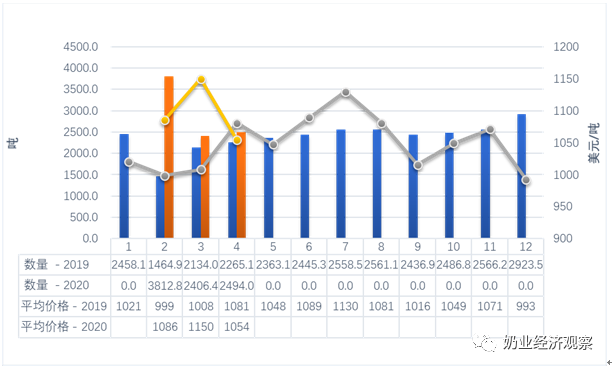 4500.0 1200
4000.0 1150
3500.0
3000.0 1100
2500.0 1050
2000.0 1000
1500.0
1000.0 950
500.0
0.0 900
吨
美元/吨
1 2 3 4 5 6 7 8 9 10 11 12
数量 - 2019 2458.1 1464.9 2134.0 2265.1 2363.1 2445.3 2558.5 2561.1 2436.9 2486.8 2566.2 2923.5
数量 - 2020 0.0 3812.8 2406.4 2494.0 0.0 0.0 0.0 0.0 0.0 0.0 0.0 0.0
平均价格 - 2019 1021 999 1008 1081 1048 1089 1130 1081 1016 1049 1071 993
平均价格 - 2020 1086 1150 1054
奶业经济观察